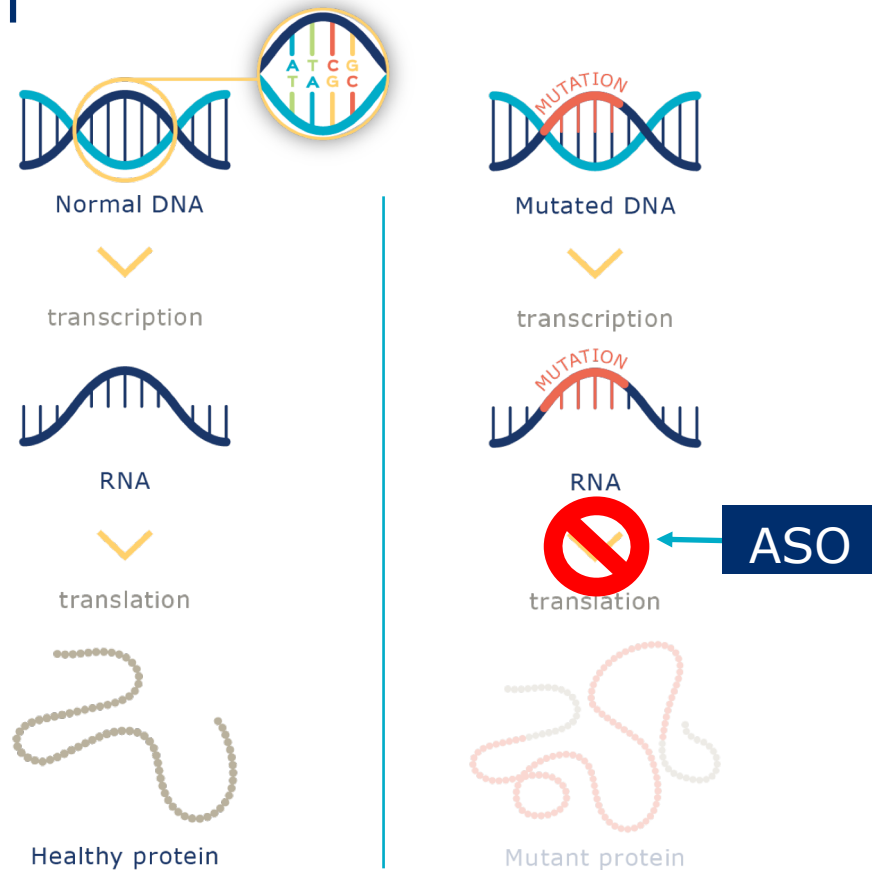 A T C G
T A G C
Normal DNA
transcription
RNA
translation
Healthy protein
MUTATION
Mutated DNA
transcription
MUTATION
RNA
ASO
translation
Mutant protein